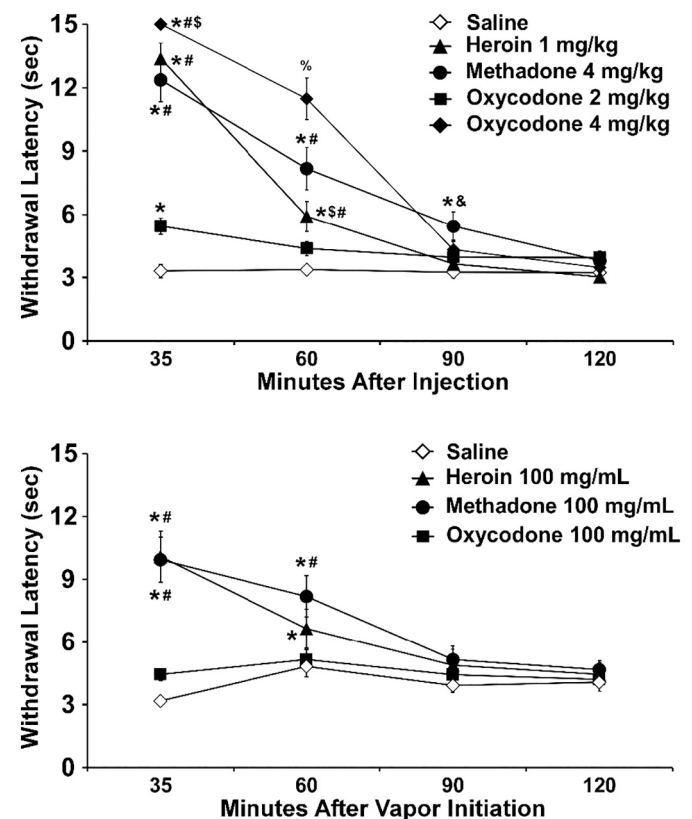 15
12
9
6
3
0
Withdrawal Latency (sec)
*#$
*#
*#
*
%
*#
*$#
*&
Saline
Heroin 1 mg/kg
Methadone 4 mg/kg
Oxycodone 2 mg/kg
Oxycodone 4 mg/kg
35 60 90 120
Minutes After Injection
15
12
9
6
3
0
Withdrawal Latency (sec)
*#
*#
*#
*
Saline
Heroin 100 mg/mL
Methadone 100 mg/mL
Oxycodone 100 mg/mL
35 60 90 120
Minutes After Vapor Initiation